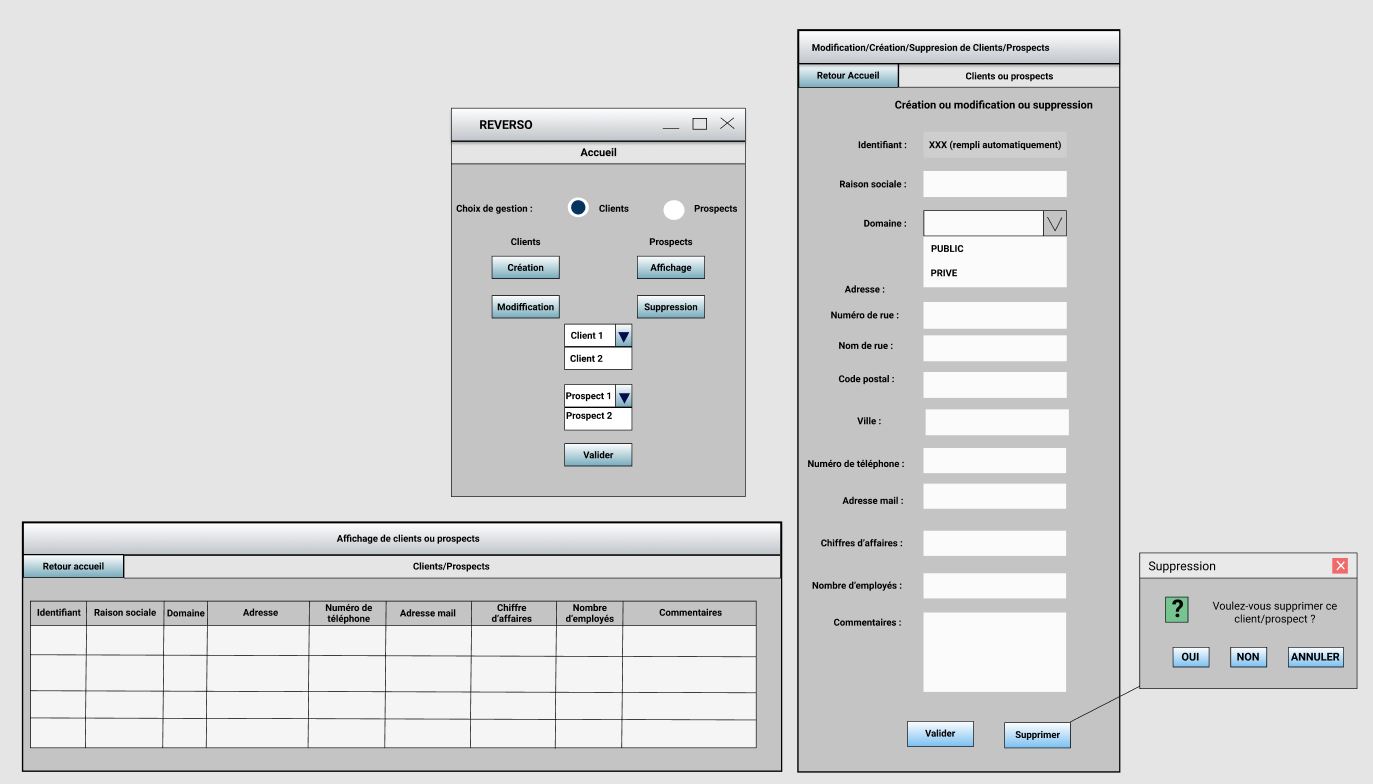 REVERSO
Accueil
Choix de gestion :
Clients
Prospects
Clients
Prospects
Création
Affichage
Modiffication
Suppression
Client 1
Client 2
Prospect 1
Prospect 2
Valider
Affichage de clients ou prospects
Retour accueil
Clients/Prospects
Identifiant
Raison sociale
Domaine
Adresse
Numéro de
téléphone
Adresse mail
Chiffre
d'affaires
Nombre
d'employés
Commentaires
Modification/Création/Suppresion de Clients/Prospects
Retour Accueil
Clients ou prospects
Création ou modification ou suppression
Identifiant :
XXX (rempli automatiquement)
Raison sociale :
Domaine :
PUBLIC
PRIVE
Adresse :
Numéro de rue :
Nom de rue :
Code postal :
Ville :
Numéro de téléphone :
Adresse mail :
Chiffres d'affaires :
Nombre d'employés :
Commentaires :
Valider
Supprimer
Suppression
?
Voulez-vous supprimer ce
client/prospect ?
OUI
NON
ANNULER